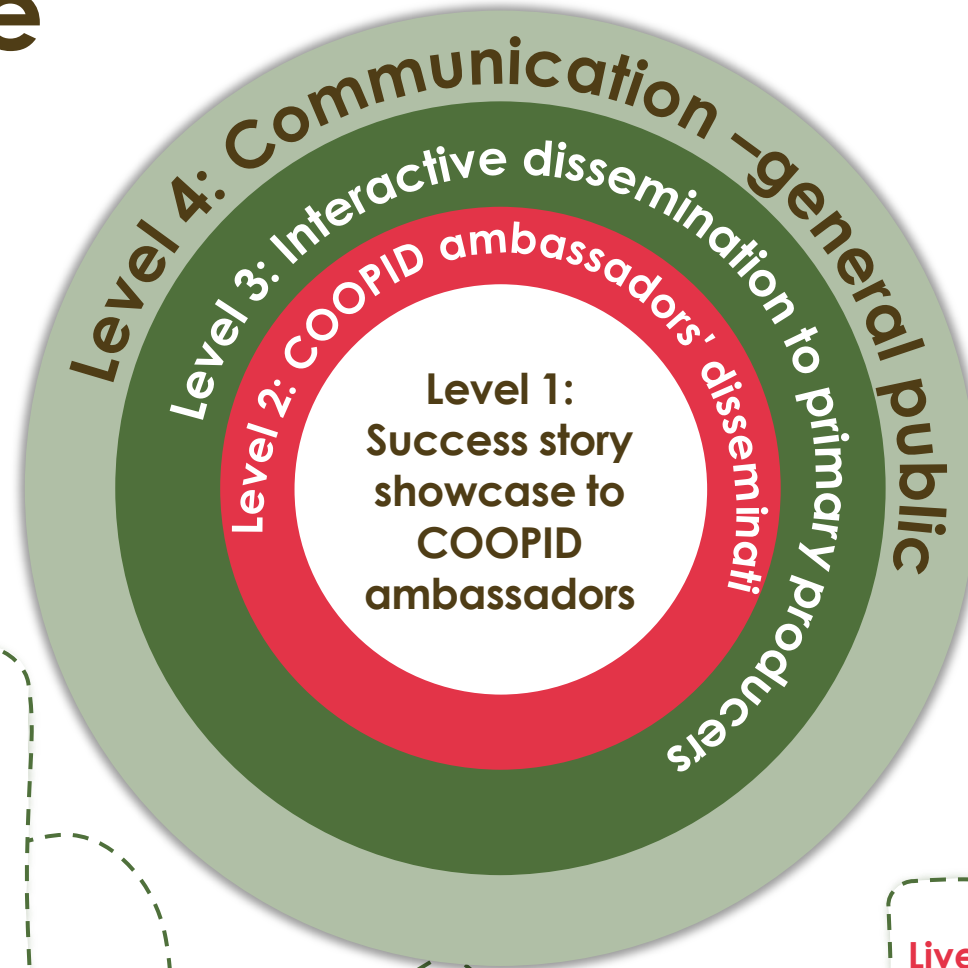 e
Level 4: Communication –general public
Level 3: Interactive dissemination to primary producers
Level 2: COOPID ambassadors' disseminati
Level 1:
Success story
showcase to
COOPID
ambassadors
Live